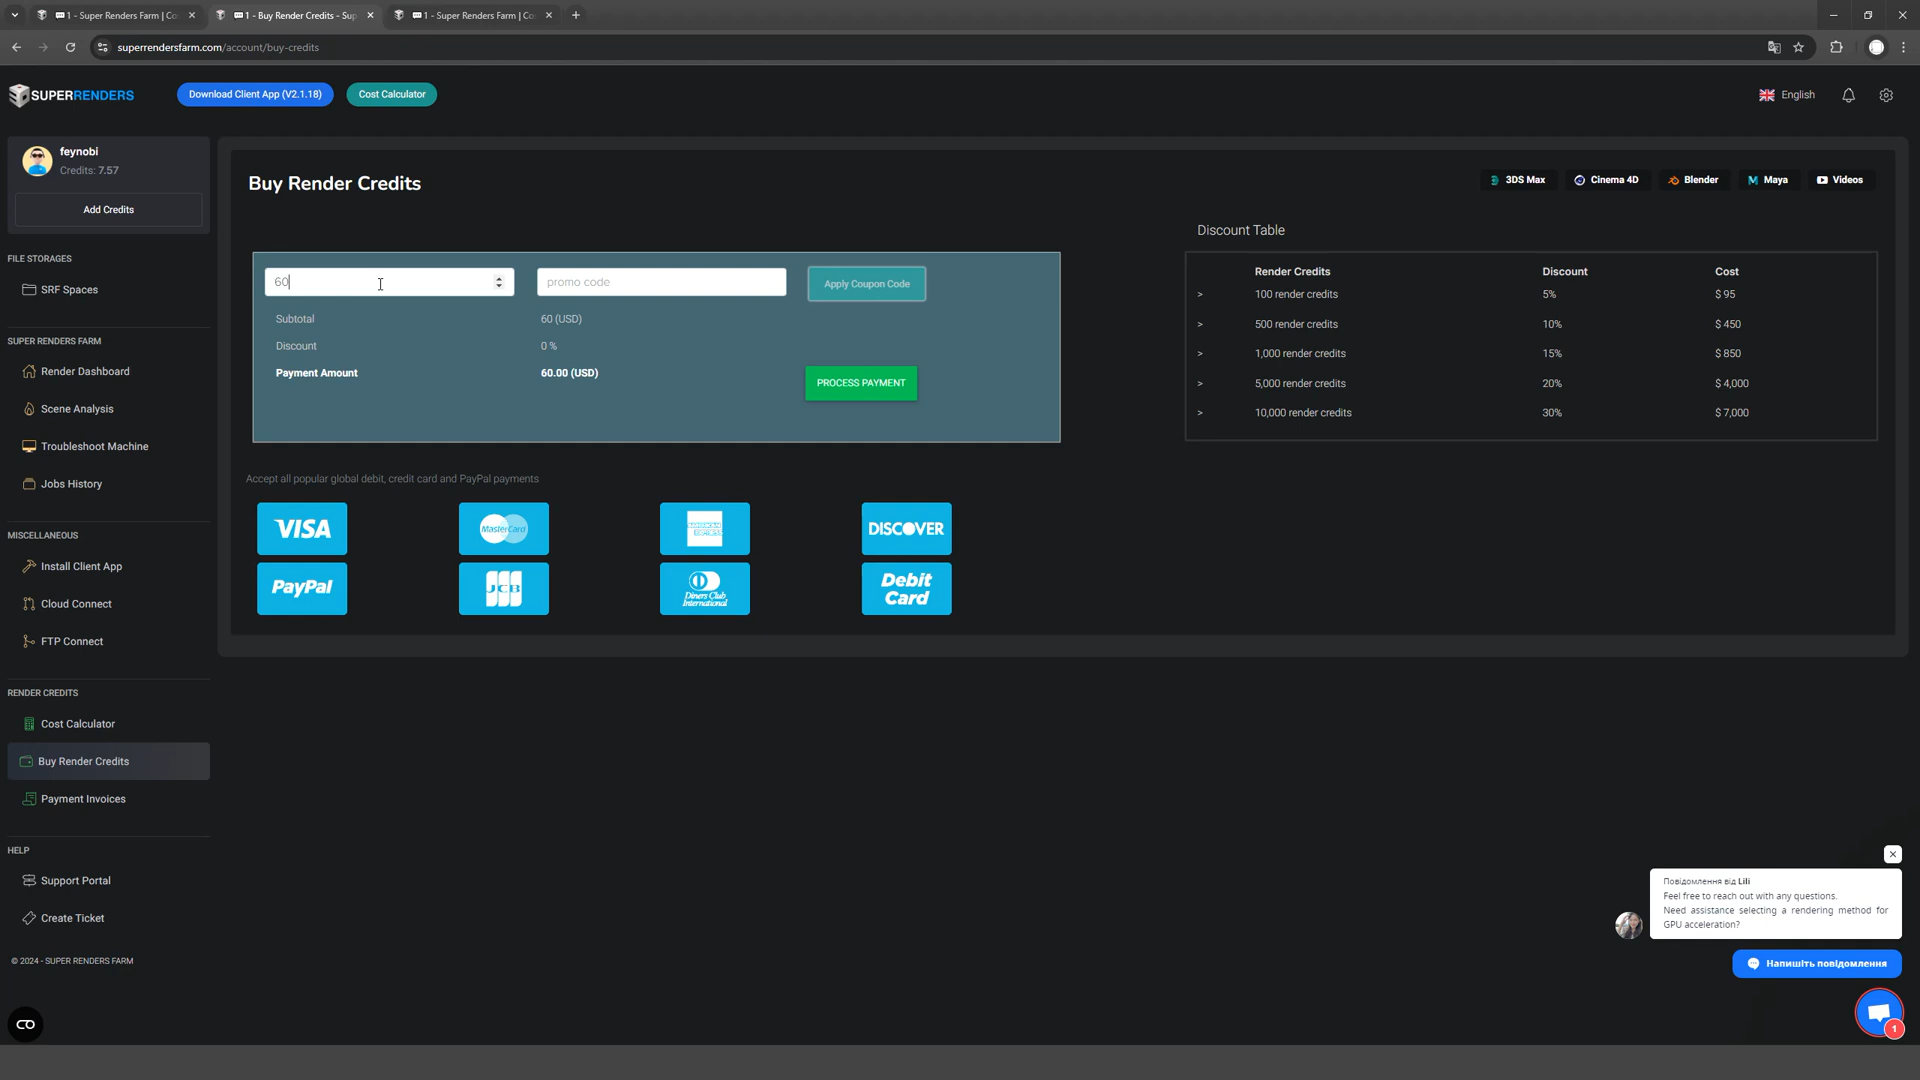 1 - Super Renders Farm | Co
1 - Buy Render Credits - Sup
1 - Super Renders Farm | Co
superrendersfarm.com/account/buy-credits
SUPERRENDERS
Download Client App (V2.1.18)
Cost Calculator
English
feynobi
Credits: 7.57
Add Credits
FILE STORAGES
SRF Spaces
SUPER RENDERS FARM
Render Dashboard
Scene Analysis
Troubleshoot Machine
Jobs History
MISCELLANEOUS
Install Client App
Cloud Connect
FTP Connect
RENDER CREDITS
Cost Calculator
Buy Render Credits
Payment Invoices
HELP
Support Portal
Create Ticket
© 2024 - SUPER RENDERS FARM
Buy Render Credits
3DS Max
Cinema 4D
Blender
Maya
Videos
60
promo code
Apply Coupon Code
Subtotal 60 (USD)
Discount 0 %
Payment Amount 60.00 (USD)
PROCESS PAYMENT
Discount Table
Render Credits Discount Cost
> 100 render credits 5% $ 95
> 500 render credits 10% $ 450
> 1,000 render credits 15% $ 850
> 5,000 render credits 20% $ 4,000
> 10,000 render credits 30% $ 7,000
Accept all popular global debit, credit card and PayPal payments
VISA
MasterCard
AMERICAN EXPRESS
DISCOVER
PayPal
JCB
Diners Club International
Debit Card
Повідомлення від Lili
Feel free to reach out with any questions.
Need assistance selecting a rendering method for
GPU acceleration?
Напишіть повідомлення
1